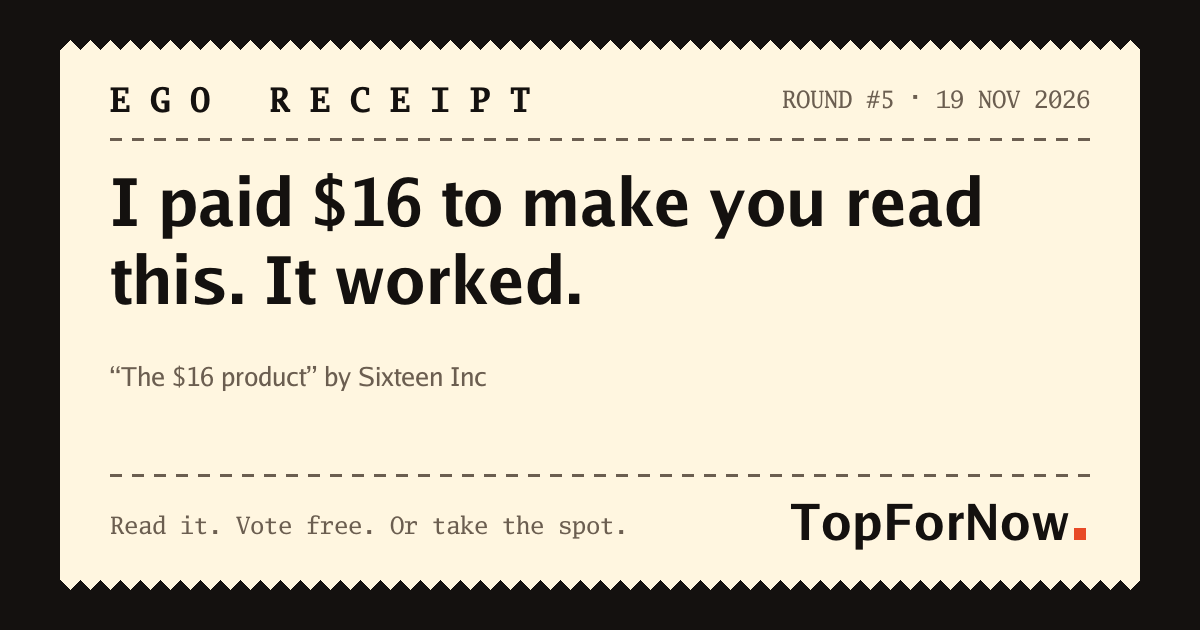 EGO RECEIPT
ROUND #5 · 19 NOV 2026
I paid $16 to make you read
this. It worked.
“The $16 product” by Sixteen Inc
Read it. Vote free. Or take the spot.
TopForNow.